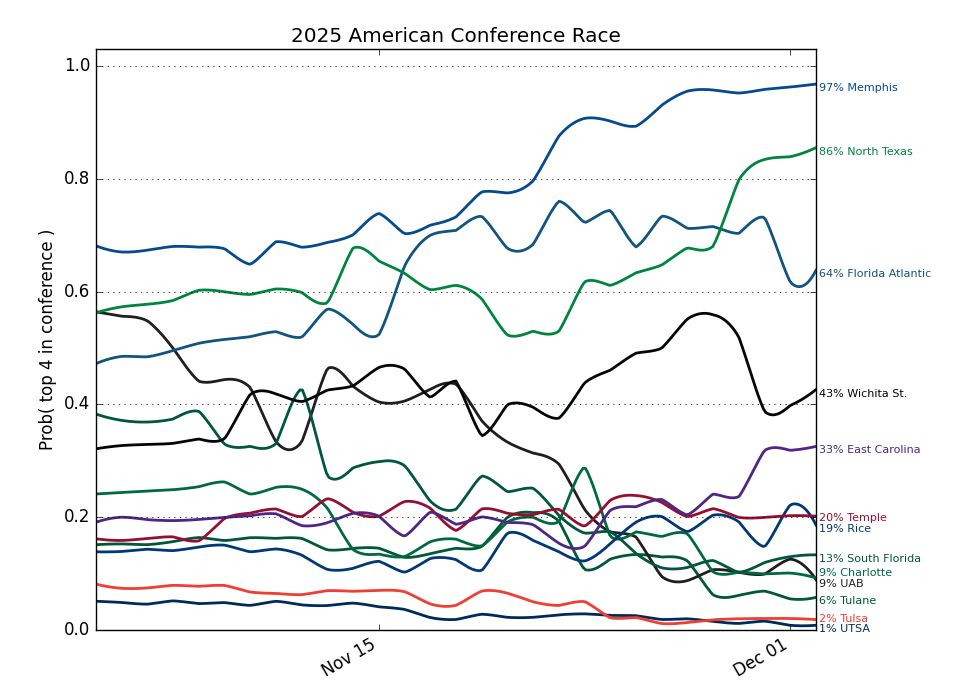 2025 American Conference Race
Prob( top 4 in conference )
1.0
0.8
0.6
0.4
0.2
0.0
Nov 15
Dec 01
97% Memphis
86% North Texas
64% Florida Atlantic
43% Wichita St.
33% East Carolina
20% Temple
19% Rice
13% South Florida
9% Charlotte
9% UAB
6% Tulane
2% Tulsa
1% UTSA